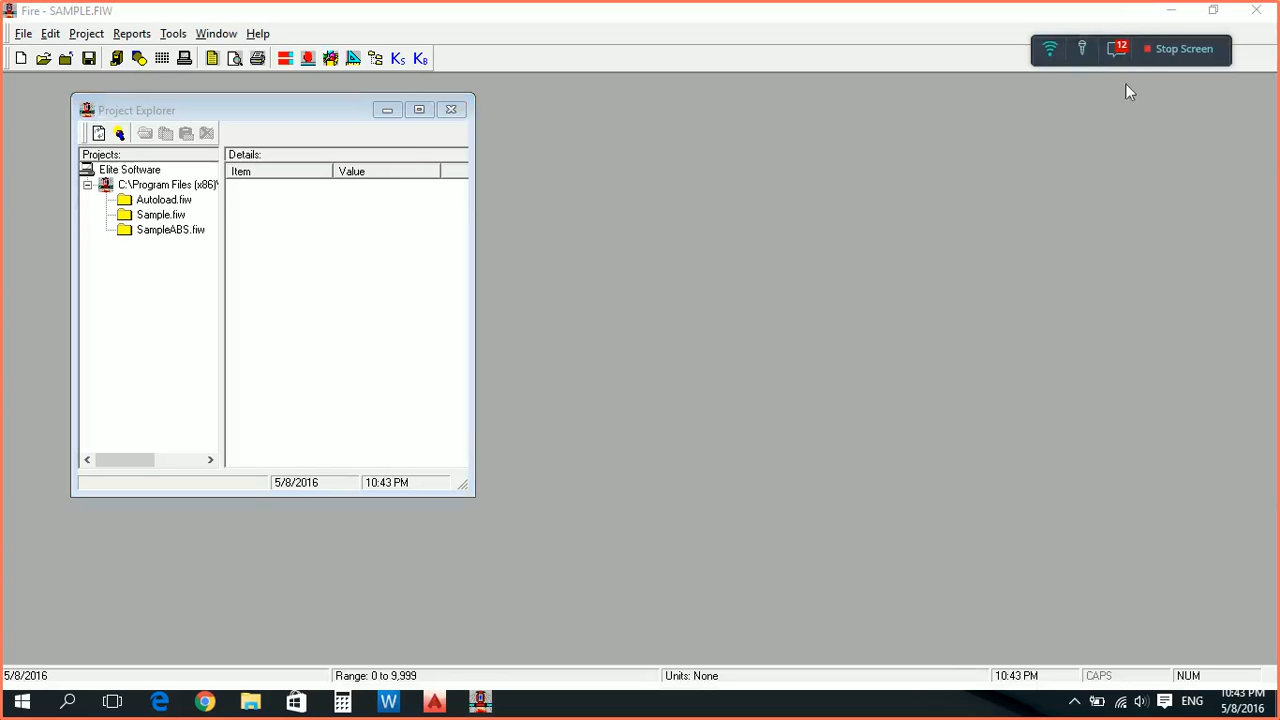 Fire - SAMPLE.FIW
File Edit Project Reports Tools Window Help
KS KB
12 Stop Screen
Project Explorer
Projects: Details:
Elite Software Item Value
C:\Program Files (x86)\
Autoload.fiw
Sample.fiw
SampleABS.fiw
5/8/2016 10:43 PM
5/8/2016 Range: 0 to 9,999 Units: None 10:43 PM CAPS NUM
W A ENG 10:43 PM
5/8/2016